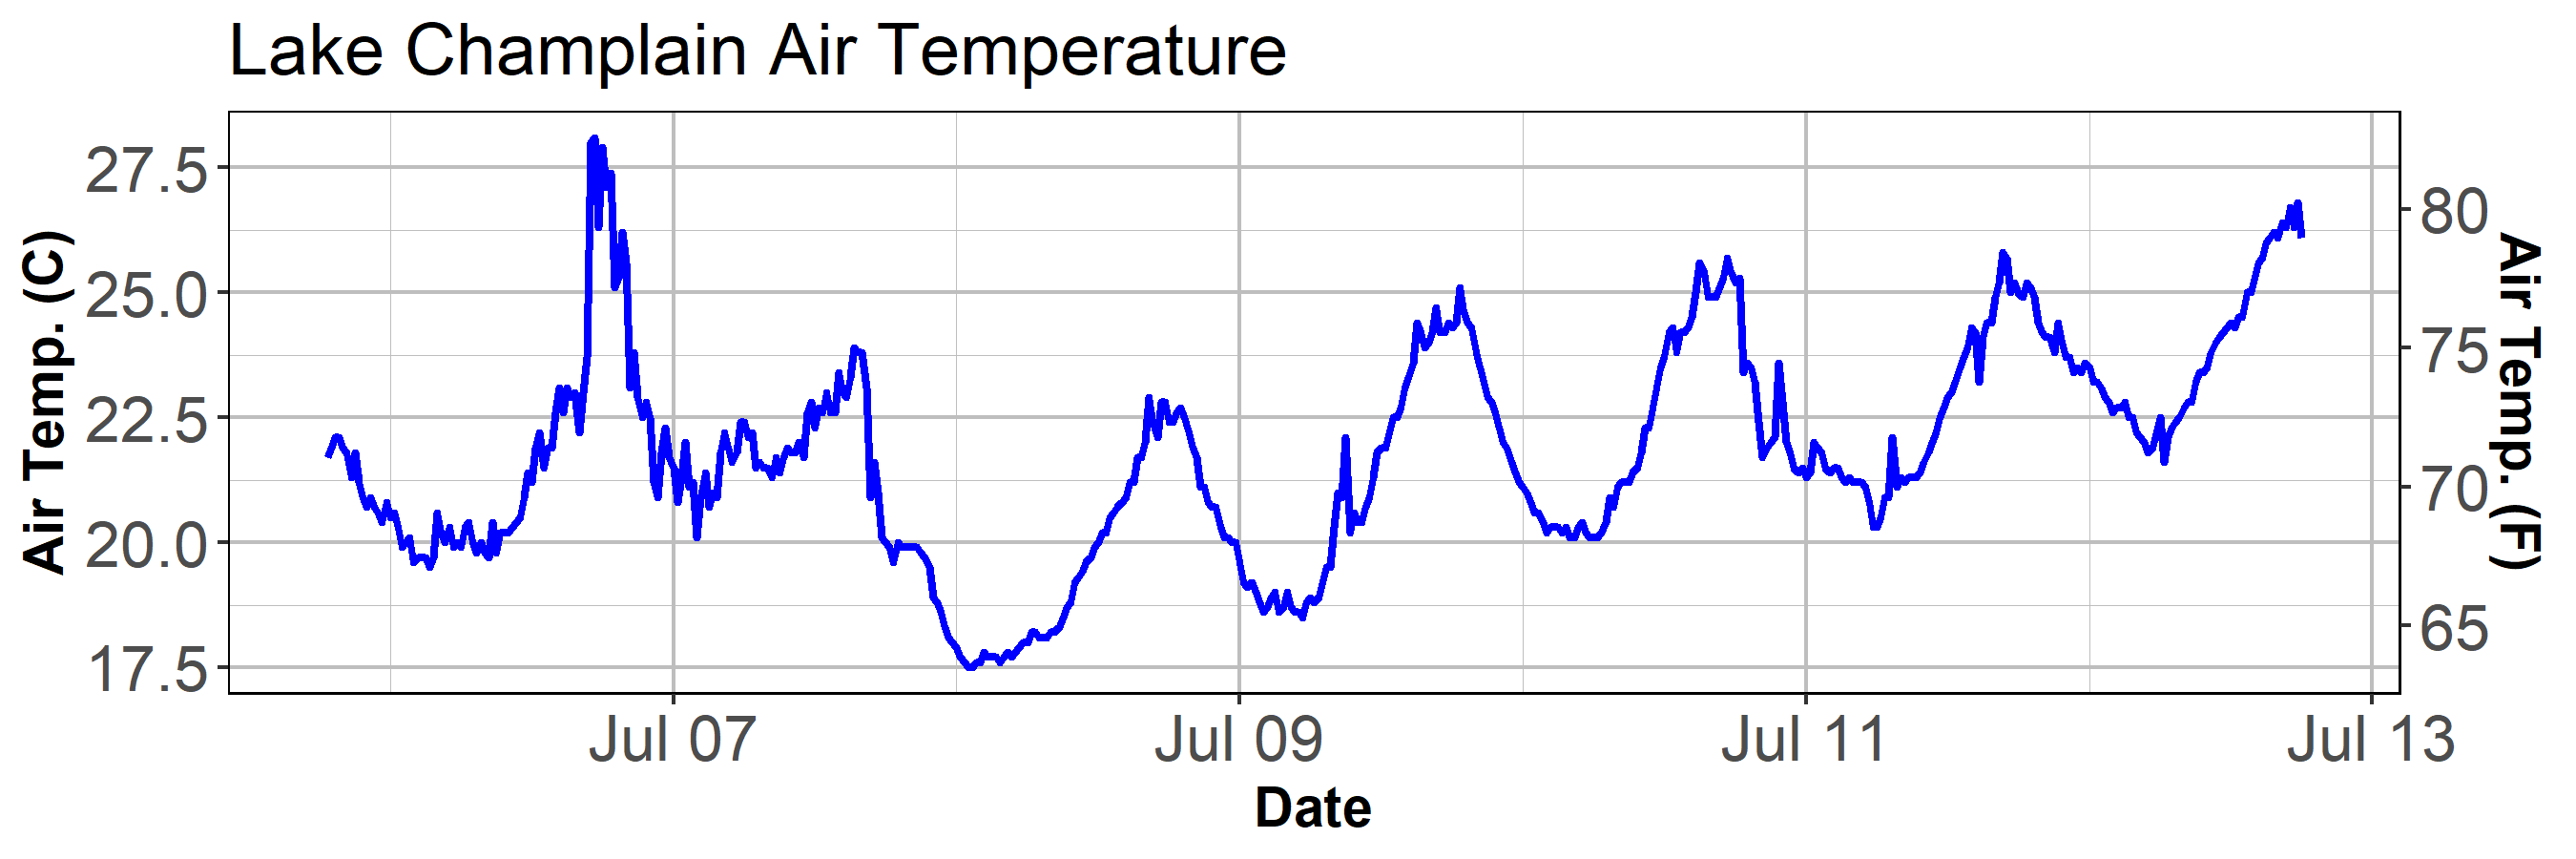 Lake Champlain Air Temperature
Air Temp. (C)
27.5
25.0
22.5
20.0
17.5
80
75
70
65
Air Temp. (F)
Jul 07 Jul 09 Jul 11 Jul 13
Date